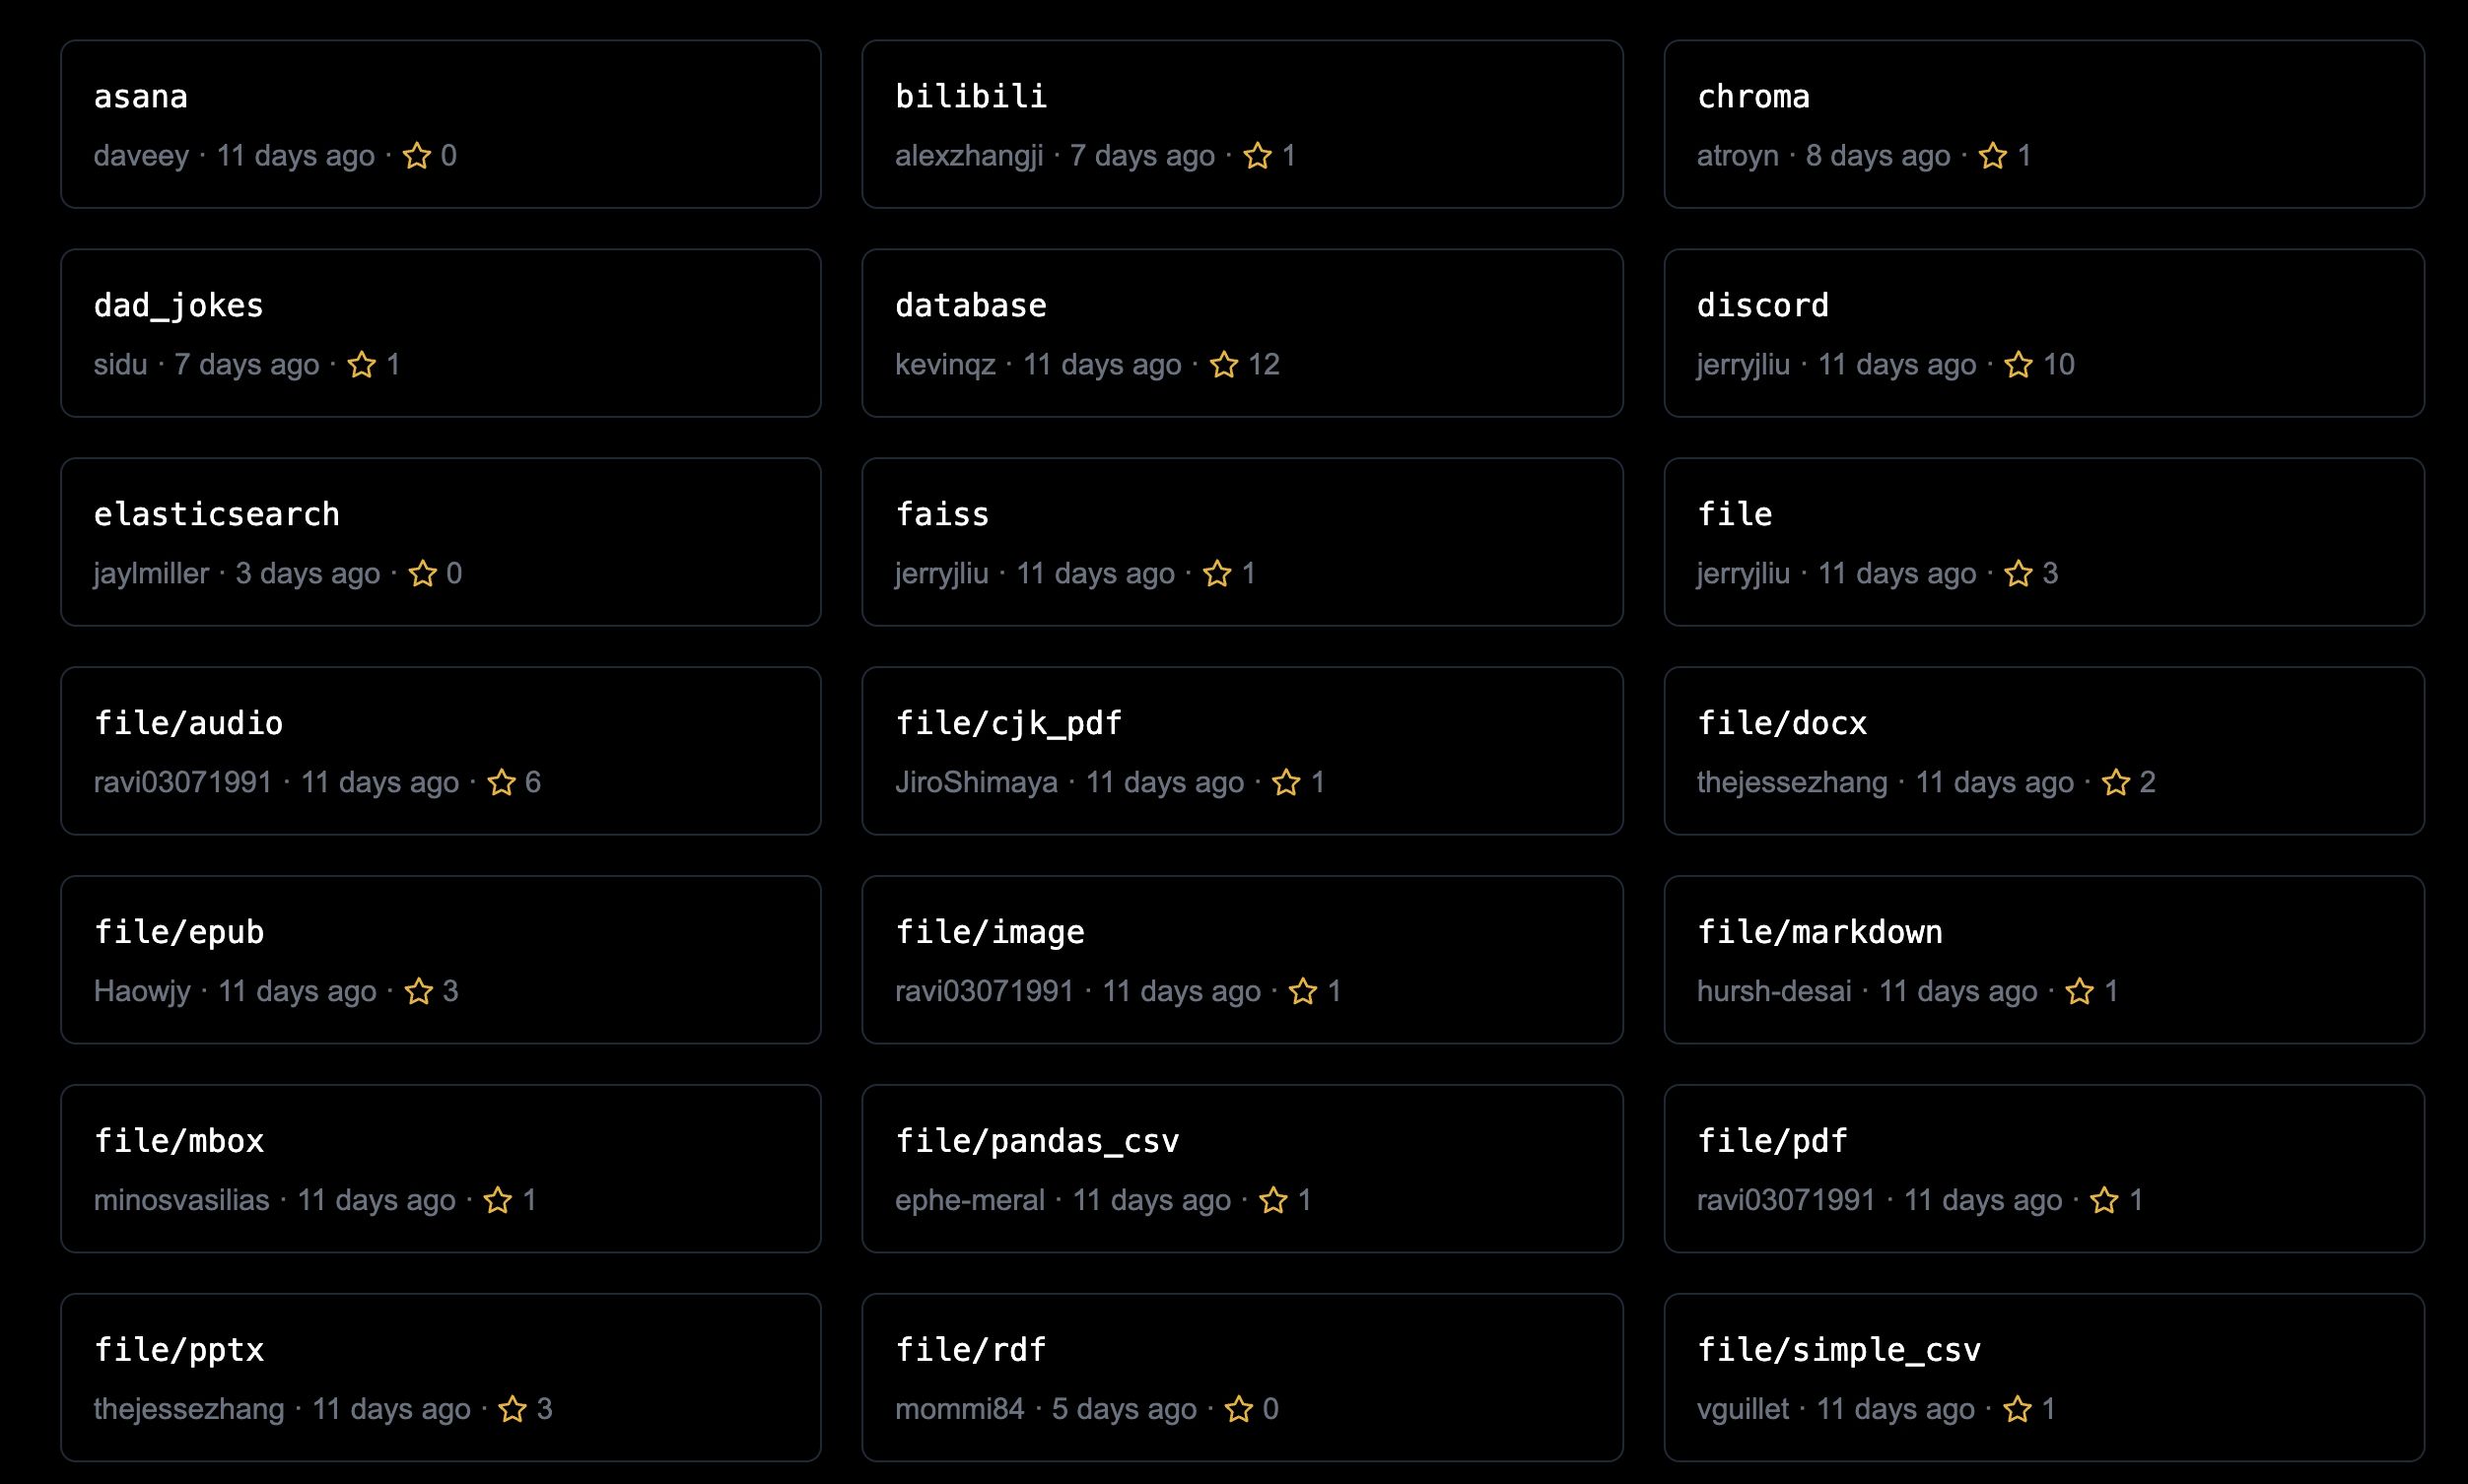 asana
daveey · 11 days ago · ☆ 0
bilibili
alexzhangji · 7 days ago · ☆ 1
chroma
atroyn · 8 days ago · ☆ 1
dad_jokes
sidu · 7 days ago · ☆ 1
database
kevinqz · 11 days ago · ☆ 12
discord
jerryjliu · 11 days ago · ☆ 10
elasticsearch
jaylmiller · 3 days ago · ☆ 0
faiss
jerryjliu · 11 days ago · ☆ 1
file
jerryjliu · 11 days ago · ☆ 3
file/audio
ravi03071991 · 11 days ago · ☆ 6
file/cjk_pdf
JiroShimaya · 11 days ago · ☆ 1
file/docx
thejessezhang · 11 days ago · ☆ 2
file/epub
Haowjy · 11 days ago · ☆ 3
file/image
ravi03071991 · 11 days ago · ☆ 1
file/markdown
hursh-desai · 11 days ago · ☆ 1
file/mbox
minosvasilias · 11 days ago · ☆ 1
file/pandas_csv
ephe-meral · 11 days ago · ☆ 1
file/pdf
ravi03071991 · 11 days ago · ☆ 1
file/pptx
thejessezhang · 11 days ago · ☆ 3
file/rdf
mommi84 · 5 days ago · ☆ 0
file/simple_csv
vguillet · 11 days ago · ☆ 1